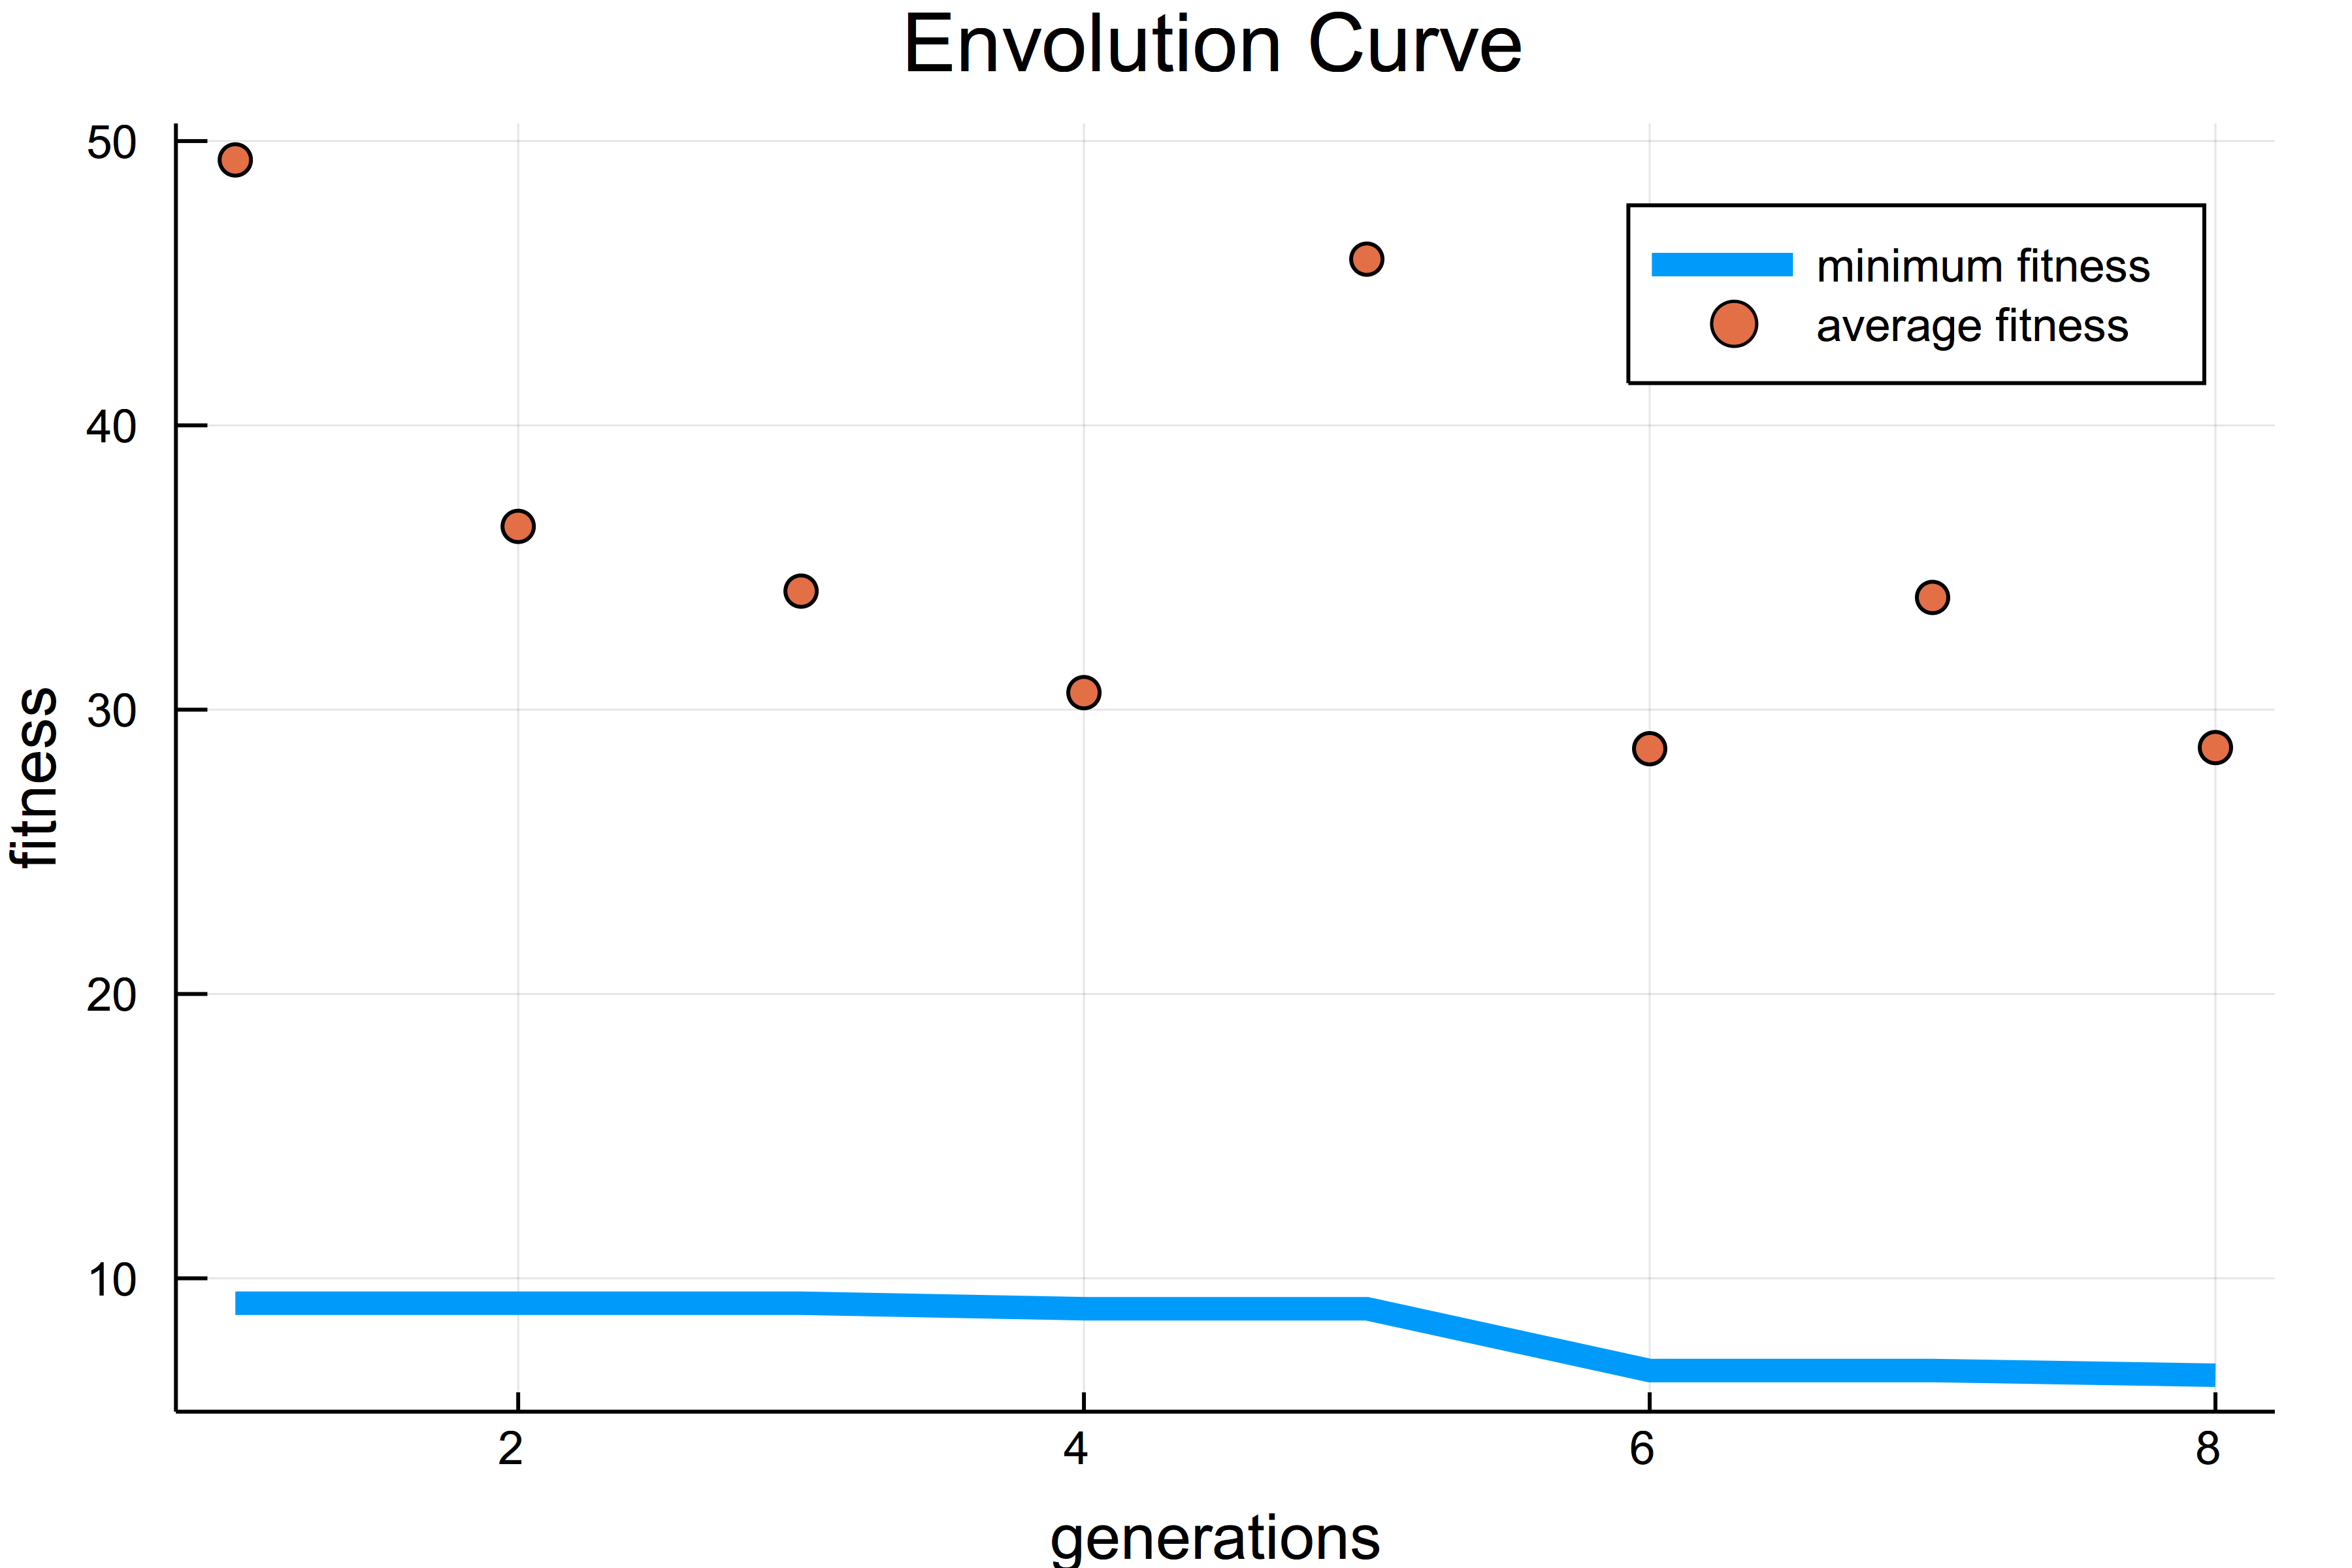 Envolution Curve
50
40
30
20
10
fitness
minimum fitness
average fitness
2 4 6 8
generations